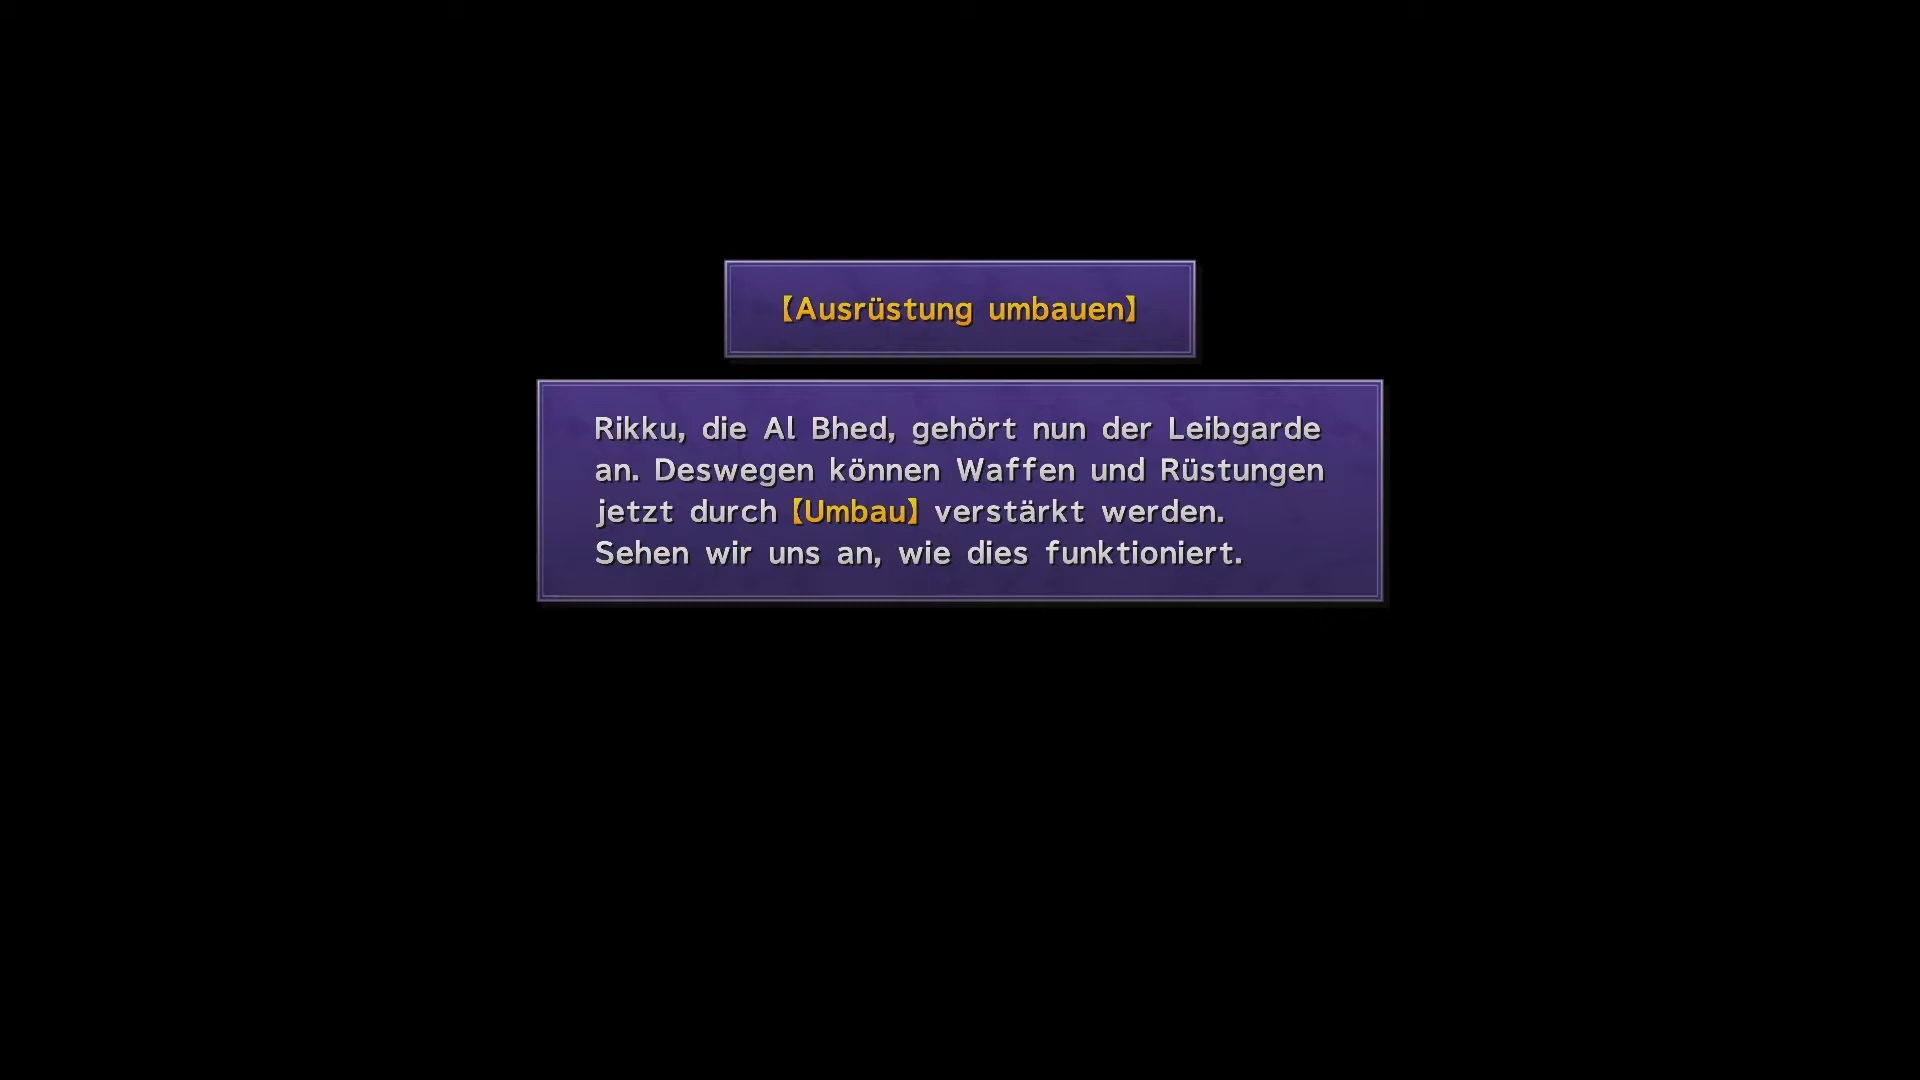 【Ausrüstung umbauen】
Rikku, die Al Bhed, gehört nun der Leibgarde
an. Deswegen können Waffen und Rüstungen
jetzt durch【Umbau】verstärkt werden.
Sehen wir uns an, wie dies funktioniert.